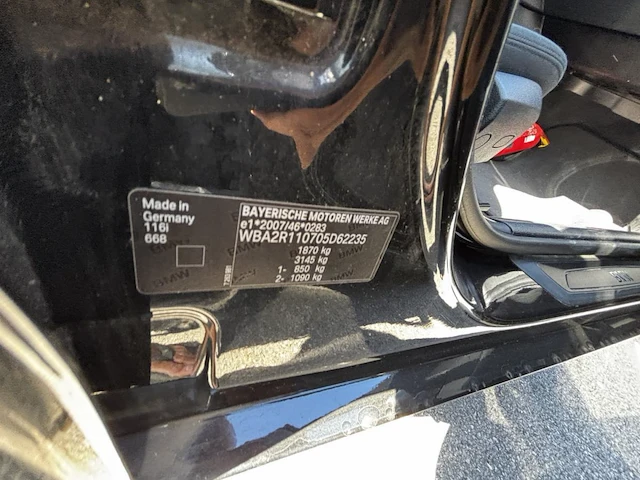 Made in
Germany
116i
668
BAYERISCHE MOTOREN WERKE AG
e1*2007/46*0283
WBA2R110705D62235
1870 kg
3145 kg
1- 850 kg
2- 1090 kg